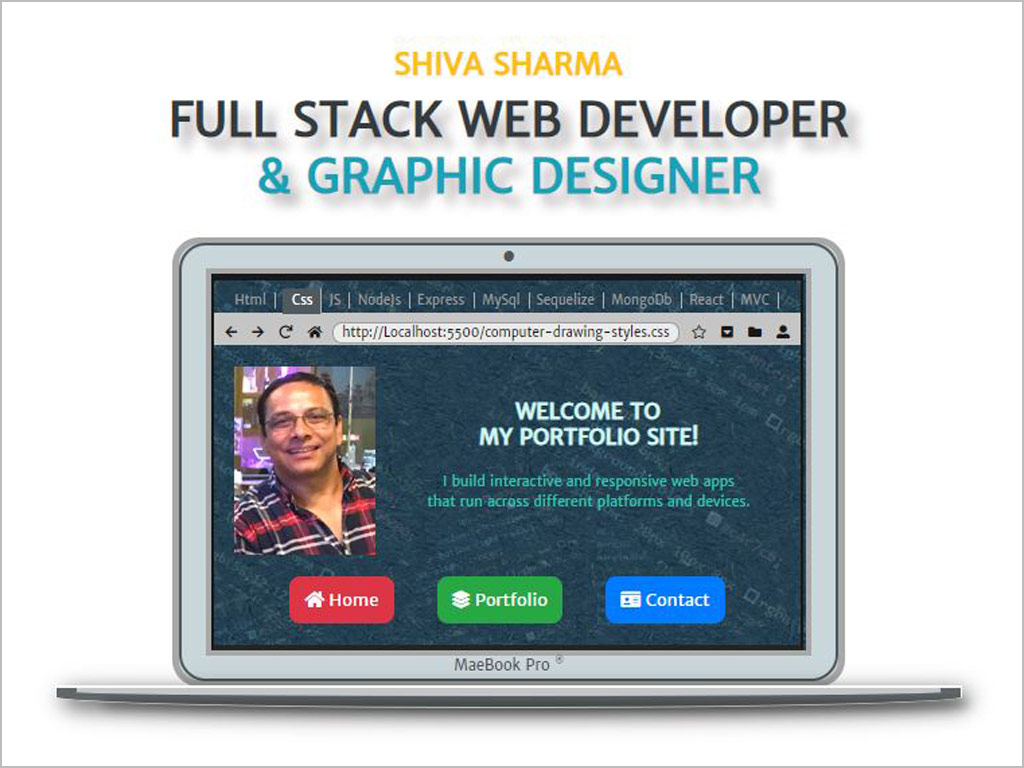 SHIVA SHARMA
FULL STACK WEB DEVELOPER
& GRAPHIC DESIGNER
Html | Css JS | NodeJs | Express | MySql | Sequelize | MongoDb | React | MVC |
http://Localhost:5500/computer-drawing-styles.css
WELCOME TO
MY PORTFOLIO SITE!
I build interactive and responsive web apps
that run across different platforms and devices.
Home Portfolio Contact
MaeBook Pro ®